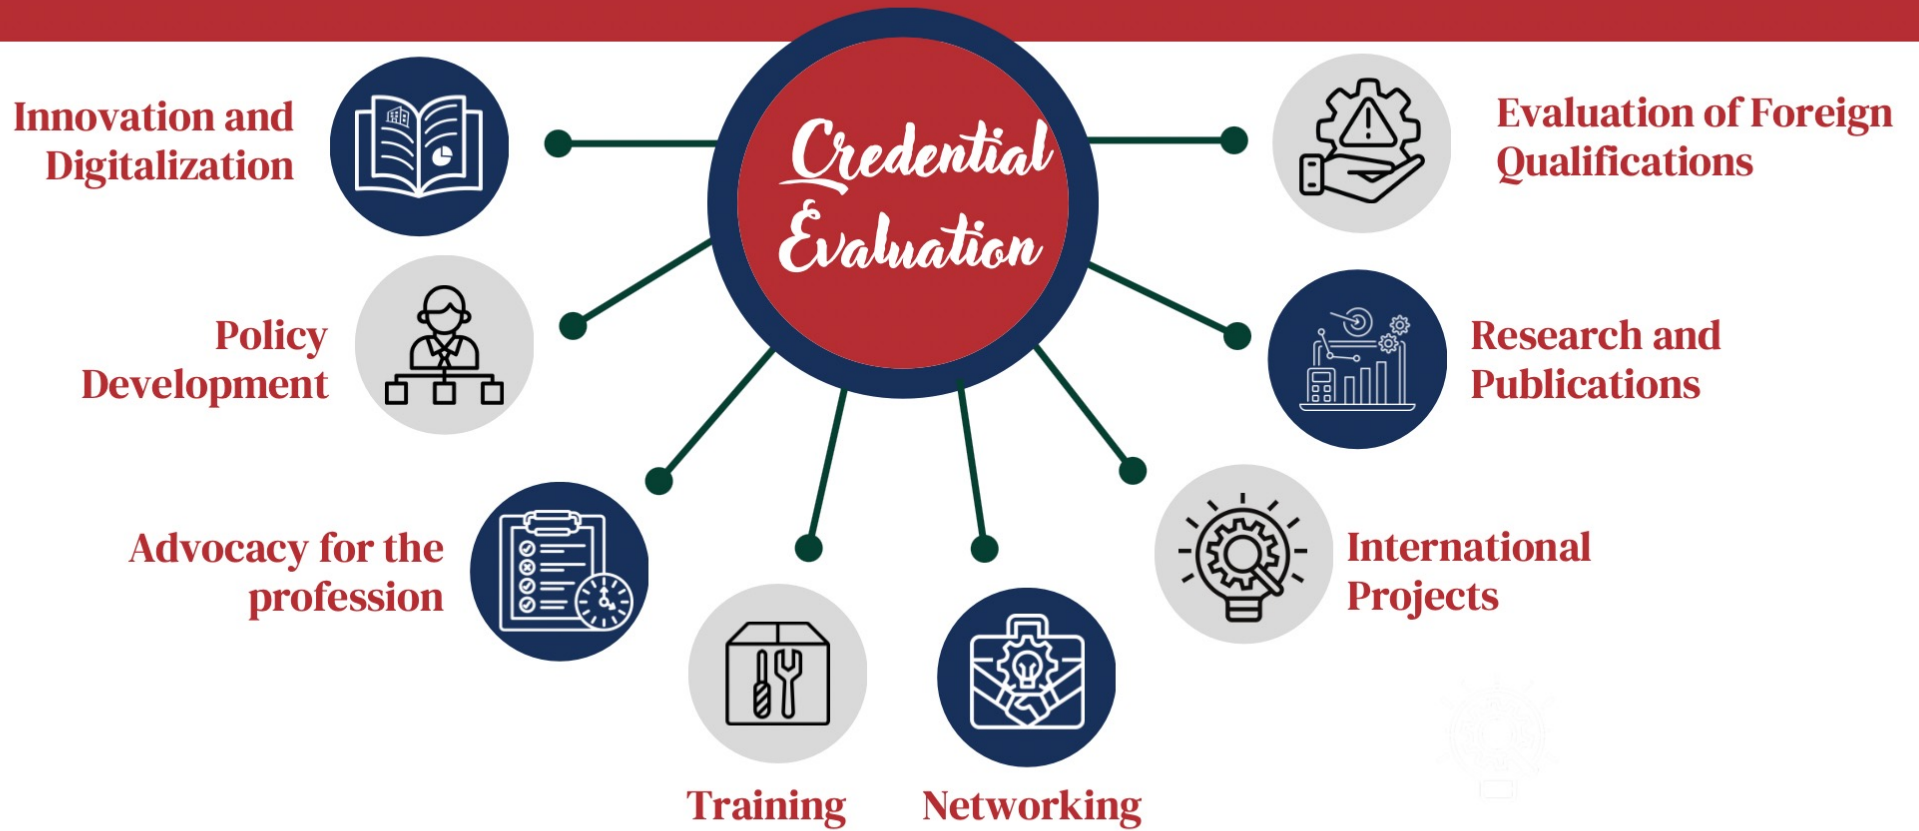 Credential
Evaluation
Innovation and
Digitalization
Policy
Development
Advocacy for the
profession
Training
Networking
International
Projects
Research and
Publications
Evaluation of Foreign
Qualifications